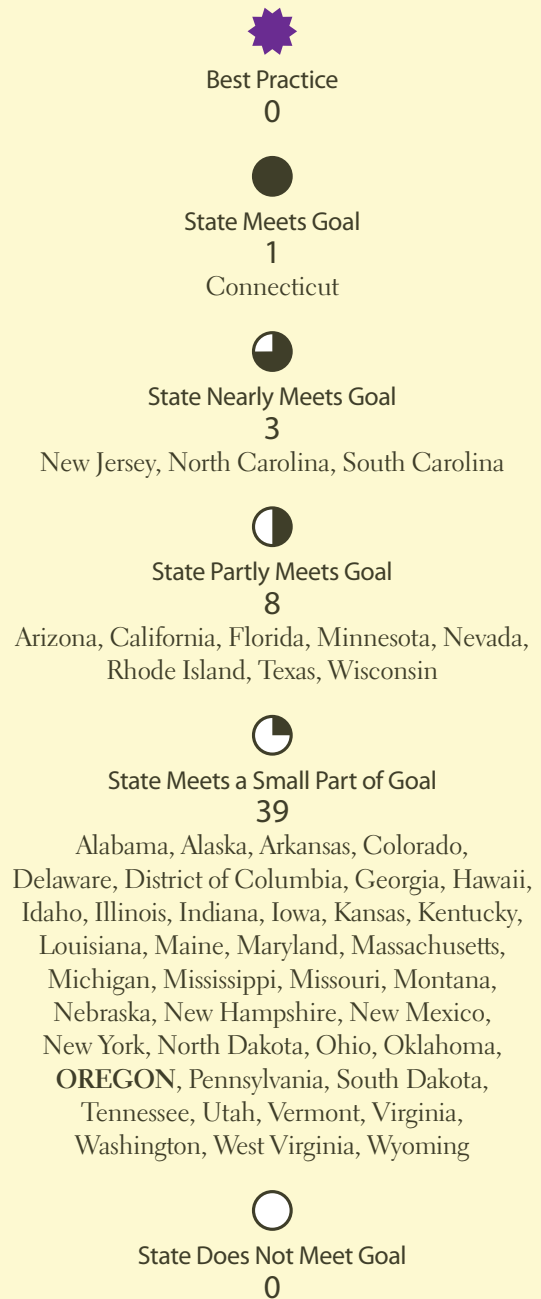 Best Practice
0
State Meets Goal
1
Connecticut
State Nearly Meets Goal
3
New Jersey, North Carolina, South Carolina
State Partly Meets Goal
8
Arizona, California, Florida, Minnesota, Nevada,
Rhode Island, Texas, Wisconsin
State Meets a Small Part of Goal
39
Alabama, Alaska, Arkansas, Colorado,
Delaware, District of Columbia, Georgia, Hawaii,
Idaho, Illinois, Indiana, Iowa, Kansas, Kentucky,
Louisiana, Maine, Maryland, Massachusetts,
Michigan, Mississippi, Missouri, Montana,
Nebraska, New Hampshire, New Mexico,
New York, North Dakota, Ohio, Oklahoma,
OREGON, Pennsylvania, South Dakota,
Tennessee, Utah, Vermont, Virginia,
Washington, West Virginia, Wyoming
State Does Not Meet Goal
0